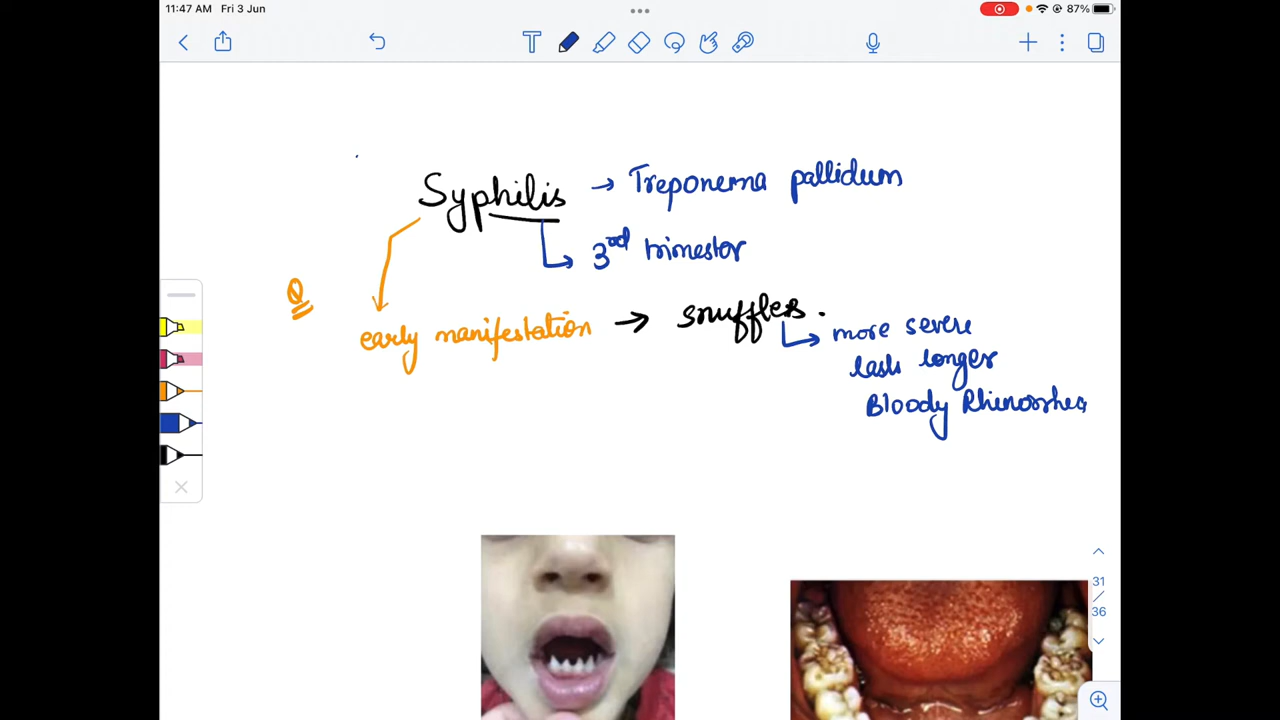 11:47 AM Fri 3 Jun
87%
T
Syphilis → Treponema pallidum
3rd trimester
Q
early manifestation → snuffles.
more severe
lasts longer
Bloody Rhinorrhea
31
36